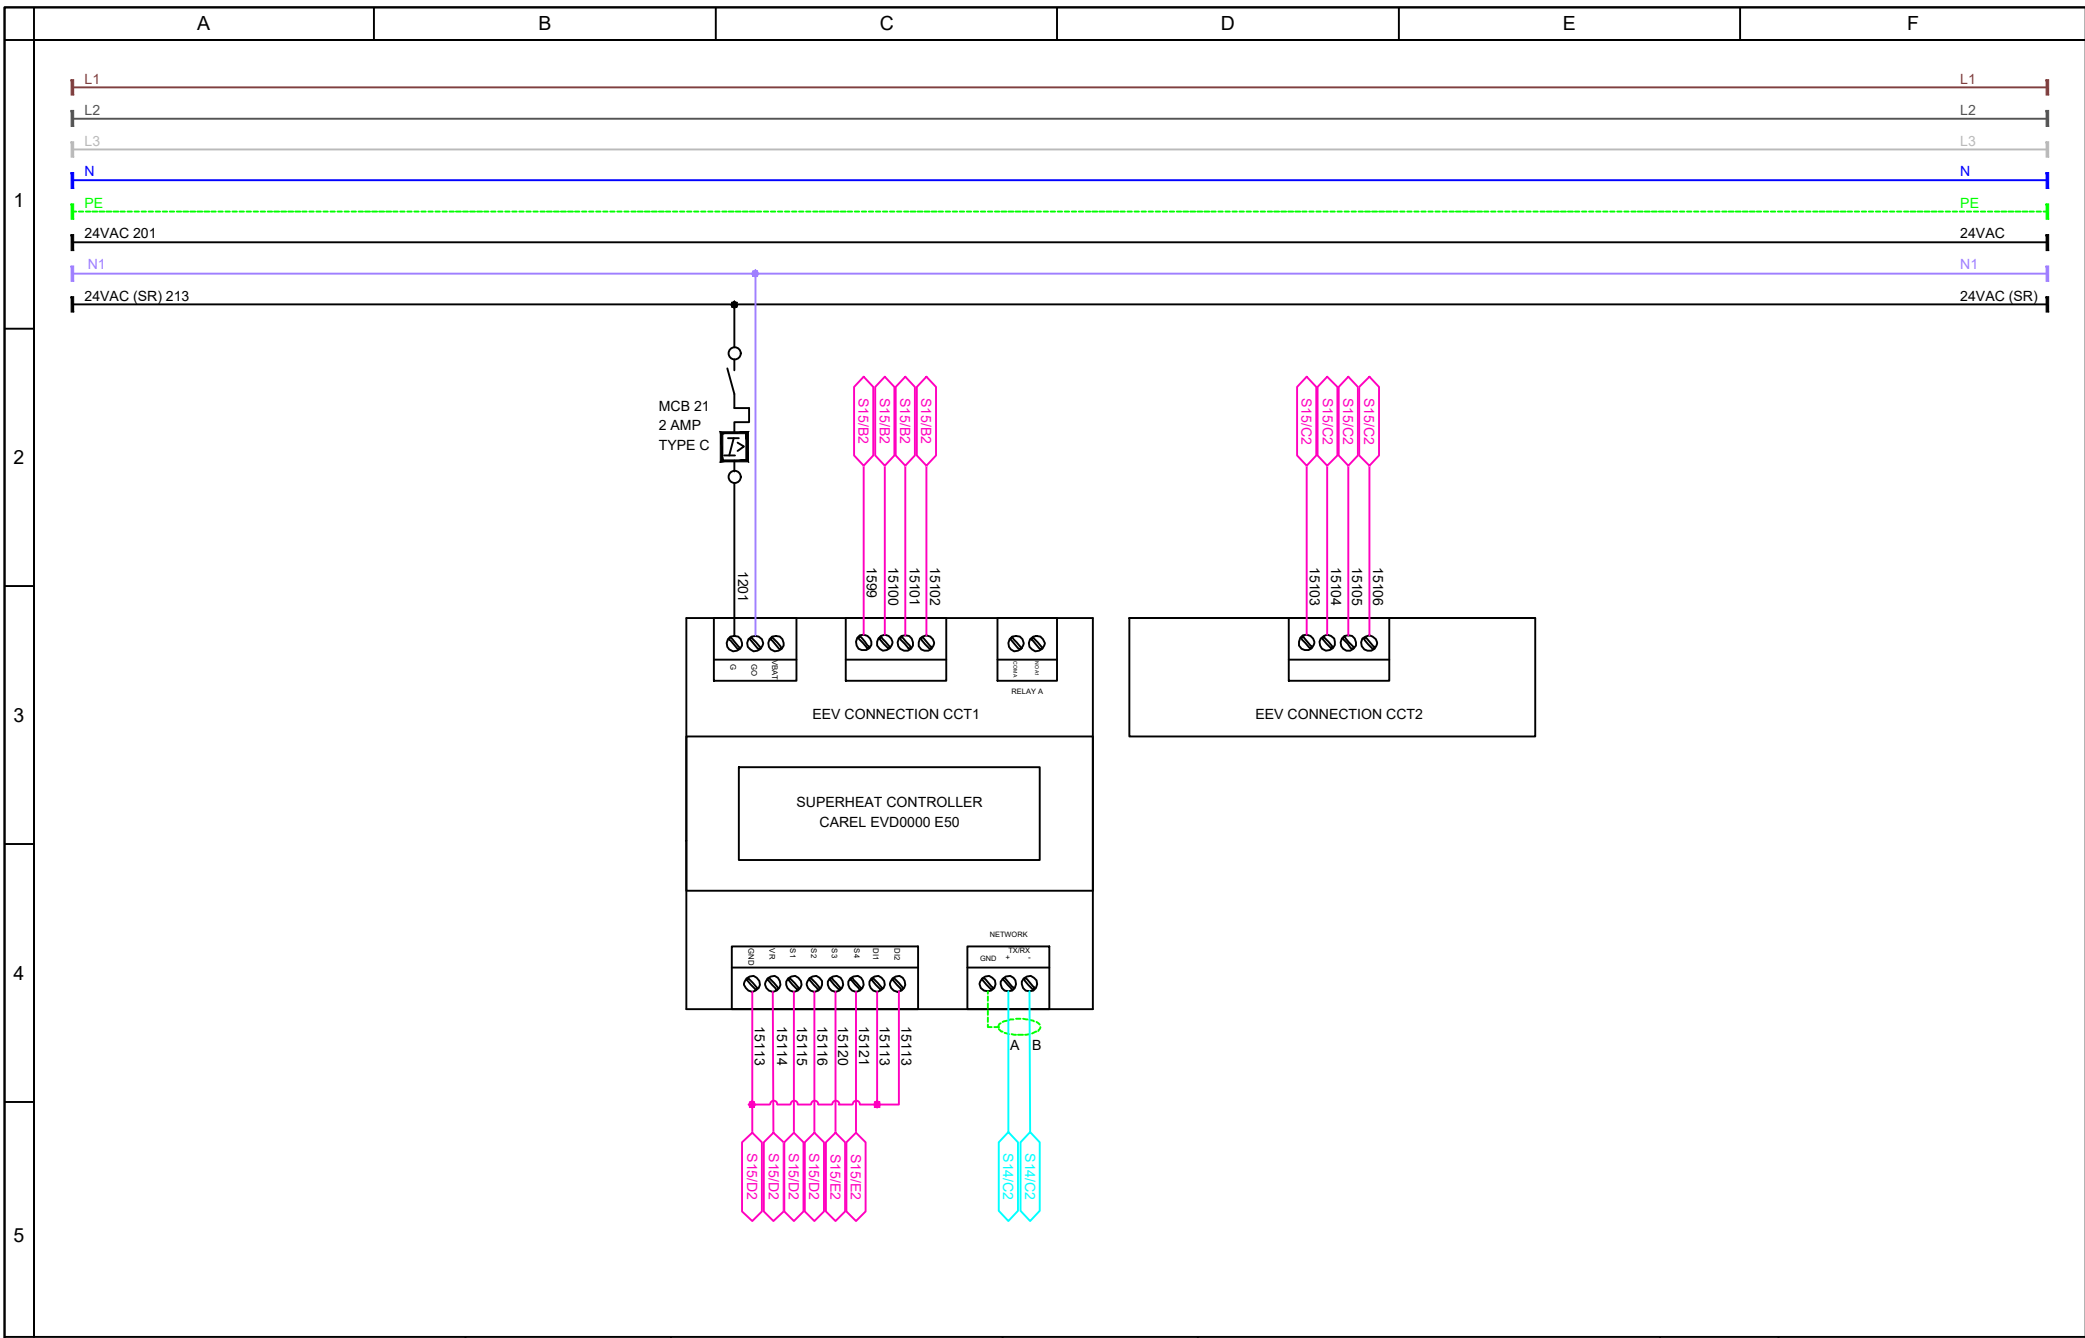 A B C D E F
L1 L1
L2 L2
L3 L3
N N
1
PE PE
24VAC 201 24VAC
N1 N1
24VAC (SR) 213 24VAC (SR)
MCB 21
2 AMP
TYPE C
2
S15/B2 S15/B2 S15/B2 S15/B2
S15/C2 S15/C2 S15/C2 S15/C2
1201
1599 15100 15101 15102
15103 15104 15105 15106
G GO VBAT
COM A NO A1
RELAY A
3
EEV CONNECTION CCT1
EEV CONNECTION CCT2
SUPERHEAT CONTROLLER
CAREL EVD0000 E50
NETWORK
GND VR S1 S2 S3 S4 DI1 DI2
TX/RX
GND + -
4
15113 15114 15115 15116 15120 15121 15113 15113
A B
S15/D2 S15/D2 S15/D2 S15/D2 S15/E2 S15/E2
S14/C2 S14/C2
5